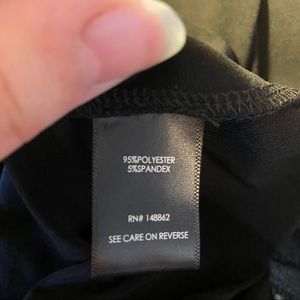 95%POLYESTER
5%SPANDEX
RN# 148862
SEE CARE ON REVERSE